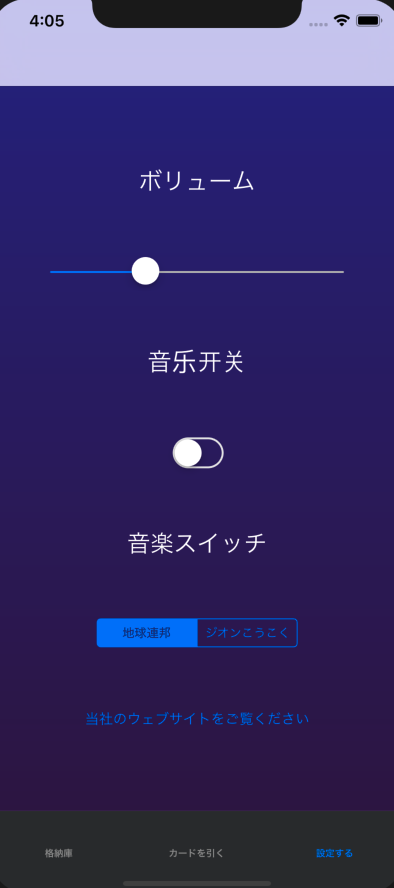 4:05
ボリューム
音乐开关
音楽スイッチ
地球連邦 ジオンこうこく
当社のウェブサイトをご覧ください
格納庫 カードを引く 設定する